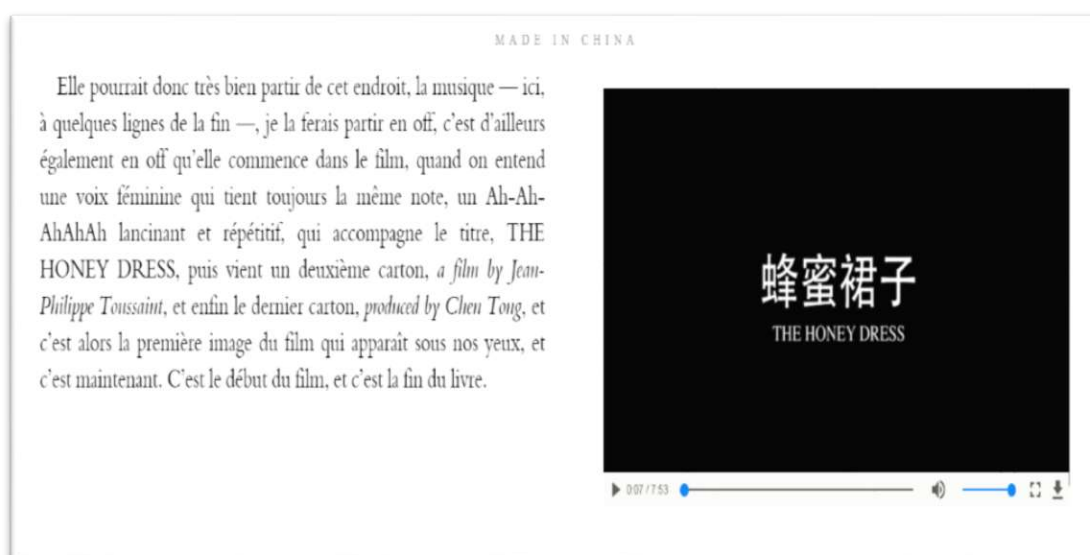 MADE IN CHINA
Elle pourrait donc très bien partir de cet endroit, la musique — ici,
à quelques lignes de la fin —, je la ferais partir en off, c'est d'ailleurs
également en off qu'elle commence dans le film, quand on entend
une voix féminine qui tient toujours la même note, un Ah-Ah-
AhAhAh lancinant et répétitif, qui accompagne le titre, THE
HONEY DRESS, puis vient un deuxième carton, a film by Jean-
Philippe Toussaint, et enfin le dernier carton, produced by Chen Tong, et
c'est alors la première image du film qui apparaît sous nos yeux, et
c'est maintenant. C'est le début du film, et c'est la fin du livre.
蜂蜜裙子
THE HONEY DRESS
0:07 / 7:53